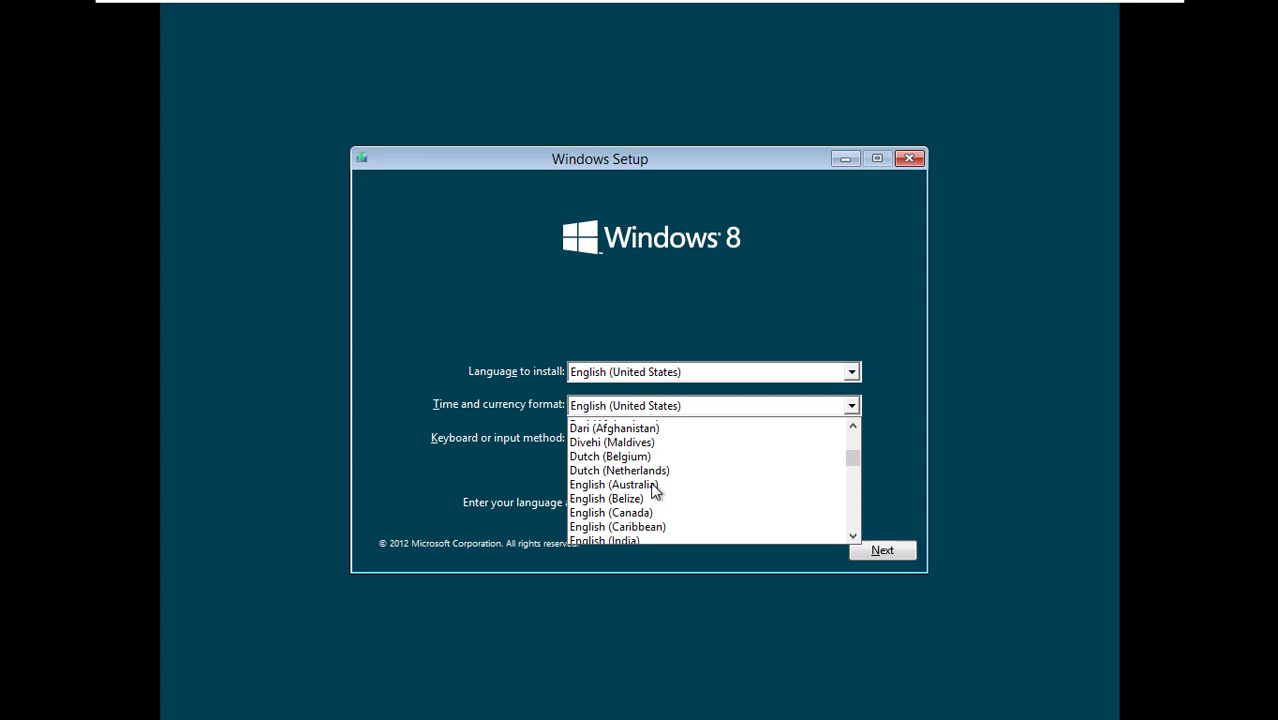 Windows Setup
Windows 8
Language to install: English (United States)
Time and currency format: English (United States)
Dari (Afghanistan)
Keyboard or input method: Divehi (Maldives)
Dutch (Belgium)
Dutch (Netherlands)
English (Australia)
Enter your language English (Belize)
English (Canada)
English (Caribbean)
© 2012 Microsoft Corporation. All rights reserved. English (India)
Next